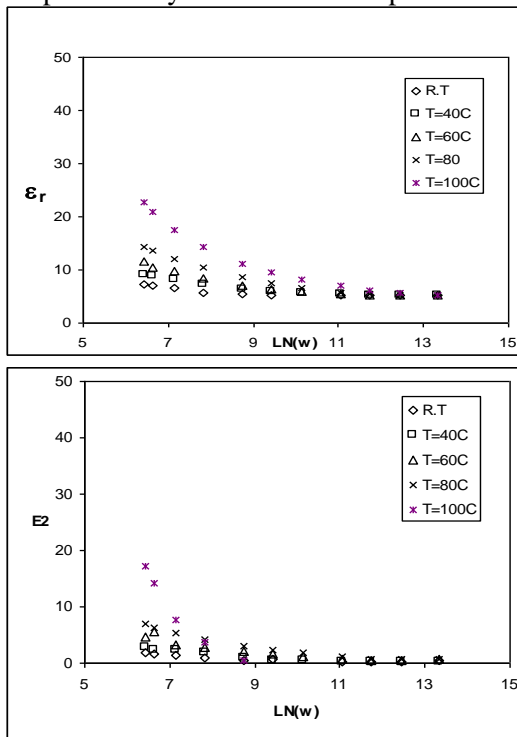 50
40
30
20
10
0
εr
5 7 9 11 13 15
LN(w)
R.T
T=40C
T=60C
T=80
T=100C
50
40
30
20
10
0
E2
5 7 9 11 13 15
LN(w)
R.T
T=40C
T=60C
T=80C
T=100C